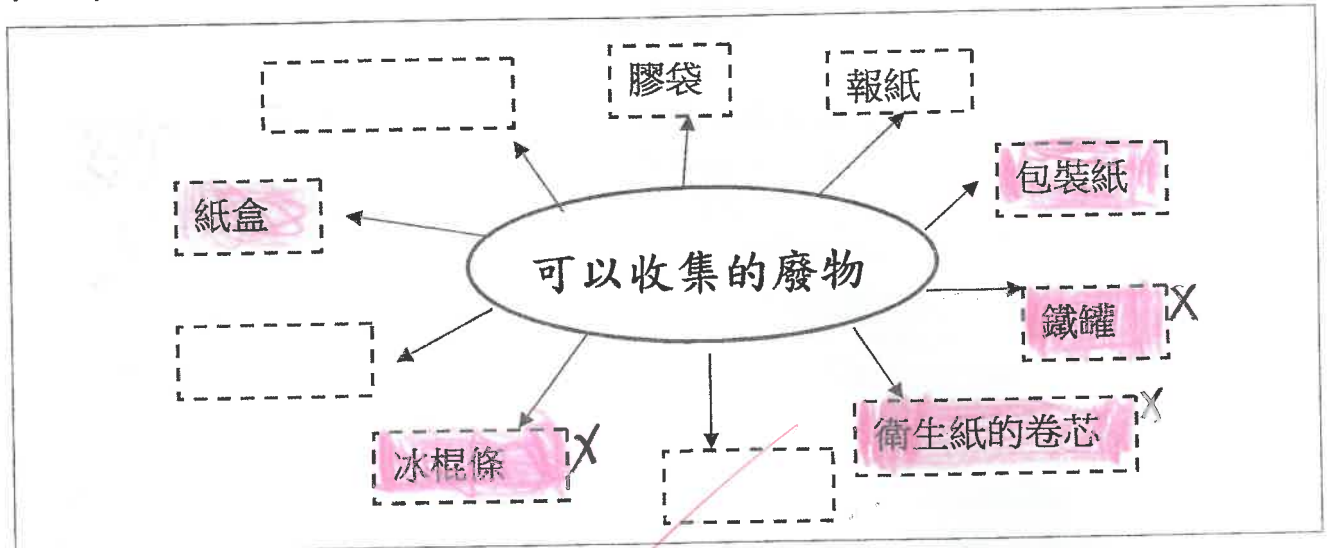 膠袋
報紙
包裝紙
紙盒
可以收集的廢物
鐵罐 X
衛生紙的卷芯 X
冰棍條 X